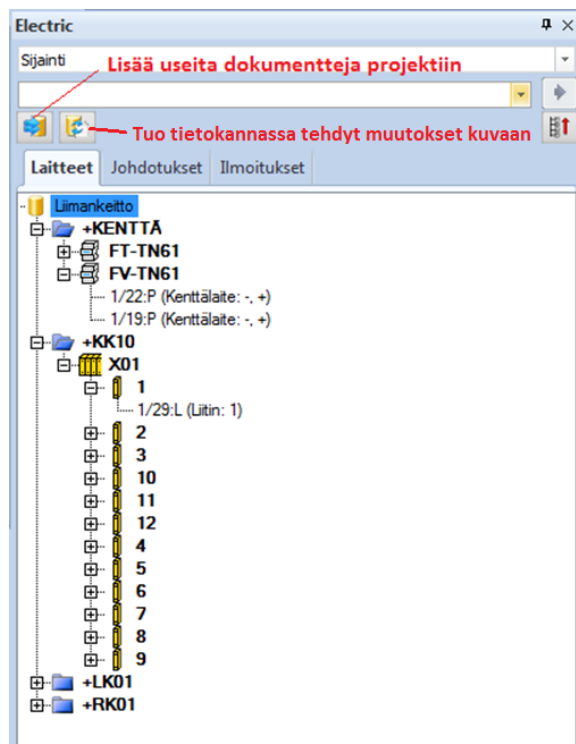 Electric
Sijainti
Lisää useita dokumentteja projektiin
Tuo tietokannassa tehdyt muutokset kuvaan
Laitteet Johdotukset Ilmoitukset
Liimankeitto
+KENTTÄ
FT-TN61
FV-TN61
1/22:P (Kenttälaite: -, +)
1/19:P (Kenttälaite: -, +)
+KK10
X01
1
1/29:L (Liitin: 1)
2
3
10
11
12
4
5
6
7
8
9
+LK01
+RK01